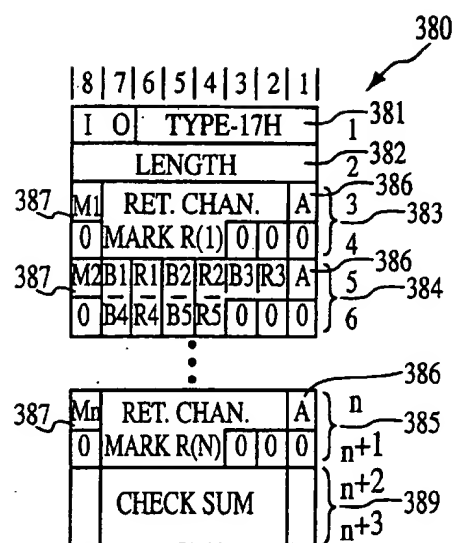 380
|8|7|6|5|4|3|2|1|
I O TYPE-17H 1 381
LENGTH 2 382
387 M1 RET. CHAN. A 3 386
383
0 MARK R(1) 0 0 0 4
387 M2 B1 R1 B2 R2 B3 R3 A 5 386
384
0 B4 R4 B5 R5 0 0 0 6
387 Mn RET. CHAN. A n 386
385
0 MARK R(N) 0 0 0 n+1
CHECK SUM n+2
389
n+3